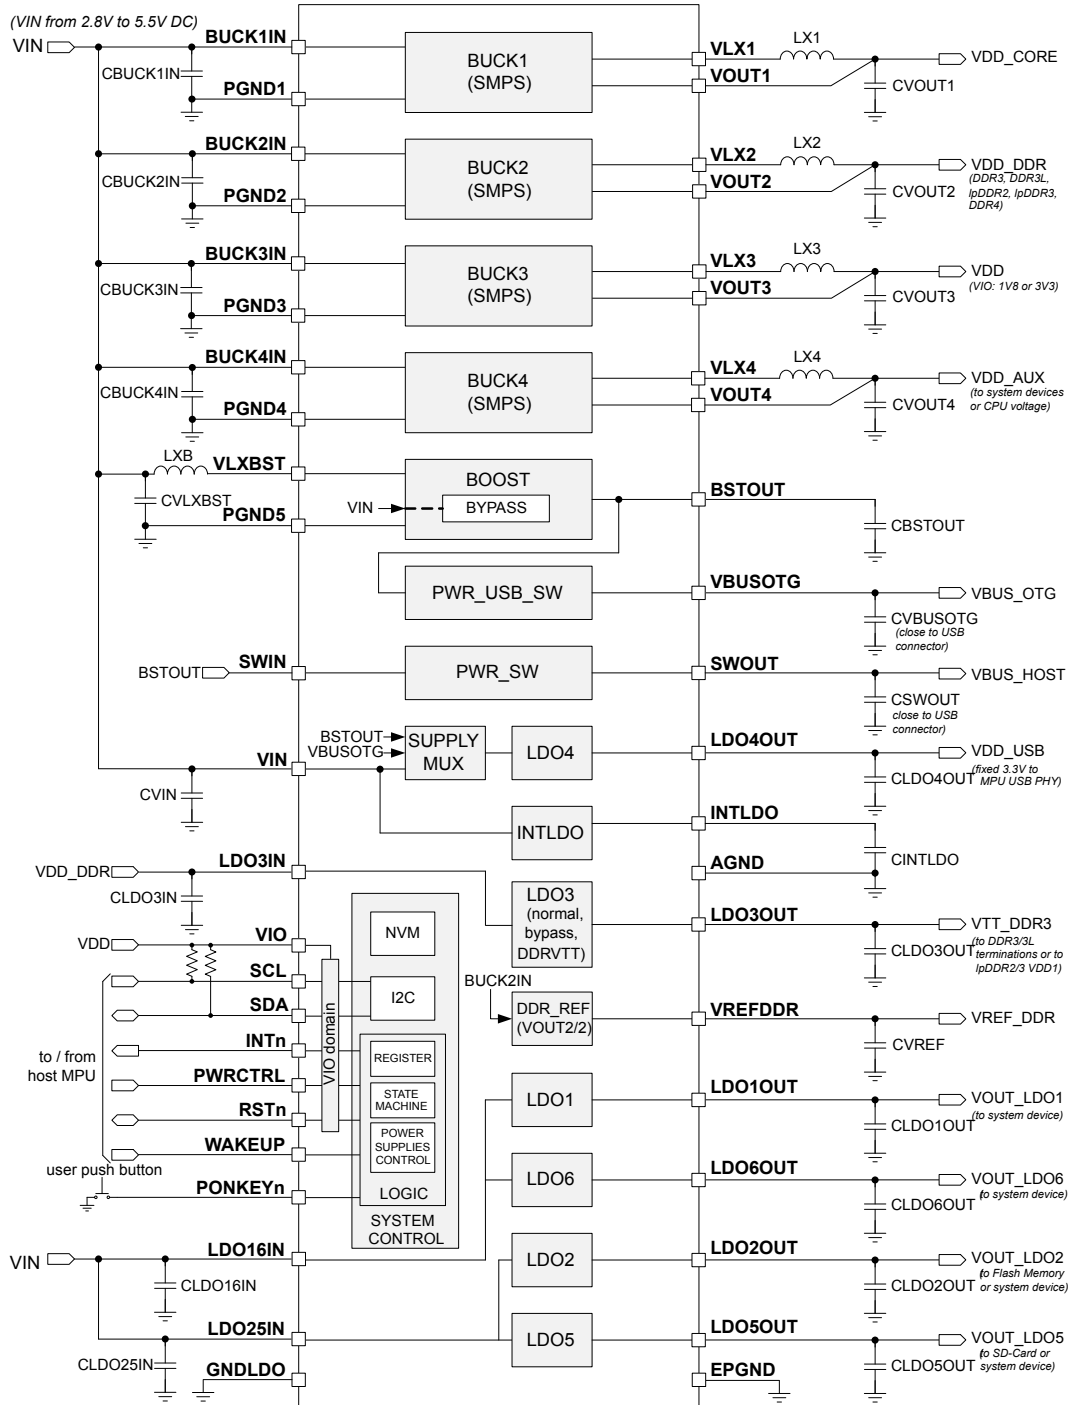 (VIN from 2.8V to 5.5V DC)
VIN
BUCK1IN
CBUCK1IN
PGND1
BUCK1
(SMPS)
VLX1
LX1
VOUT1
VDD_CORE
CVOUT1
BUCK2IN
CBUCK2IN
PGND2
BUCK2
(SMPS)
VLX2
LX2
VOUT2
VDD_DDR
(DDR3, DDR3L,
lpDDR2, lpDDR3,
DDR4)
CVOUT2
BUCK3IN
CBUCK3IN
PGND3
BUCK3
(SMPS)
VLX3
LX3
VOUT3
VDD
(VIO: 1V8 or 3V3)
CVOUT3
BUCK4IN
CBUCK4IN
PGND4
BUCK4
(SMPS)
VLX4
LX4
VOUT4
VDD_AUX
(to system devices
or CPU voltage)
CVOUT4
LXB
VLXBST
CVLXBST
PGND5
BOOST
VIN
BYPASS
BSTOUT
CBSTOUT
PWR_USB_SW
VBUSOTG
VBUS_OTG
CVBUSOTG
(close to USB
connector)
BSTOUT
SWIN
PWR_SW
SWOUT
VBUS_HOST
CSWOUT
close to USB
connector)
BSTOUT
VBUSOTG
SUPPLY
MUX
LDO4
LDO4OUT
VDD_USB
(fixed 3.3V to
MPU USB PHY)
CLDO4OUT
VIN
CVIN
INTLDO
INTLDO
CINTLDO
AGND
VDD_DDR
LDO3IN
CLDO3IN
LDO3
(normal,
bypass,
DDRVTT)
LDO3OUT
VTT_DDR3
(to DDR3/3L
terminations or to
lpDDR2/3 VDD1)
CLDO3OUT
VDD
VIO
SCL
SDA
INTn
PWRCTRL
RSTn
WAKEUP
PONKEYn
to / from
host MPU
user push button
VIO domain
NVM
I2C
REGISTER
STATE
MACHINE
POWER
SUPPLIES
CONTROL
LOGIC
SYSTEM
CONTROL
BUCK2IN
DDR_REF
(VOUT2/2)
VREFDDR
VREF_DDR
CVREF
LDO1
LDO1OUT
VOUT_LDO1
(to system device)
CLDO1OUT
LDO6
LDO6OUT
VOUT_LDO6
to system device)
CLDO6OUT
VIN
LDO16IN
CLDO16IN
LDO2
LDO2OUT
VOUT_LDO2
to Flash Memory
or system device)
CLDO2OUT
LDO25IN
CLDO25IN
LDO5
LDO5OUT
VOUT_LDO5
to SD-Card or
system device)
CLDO5OUT
GNDLDO
EPGND